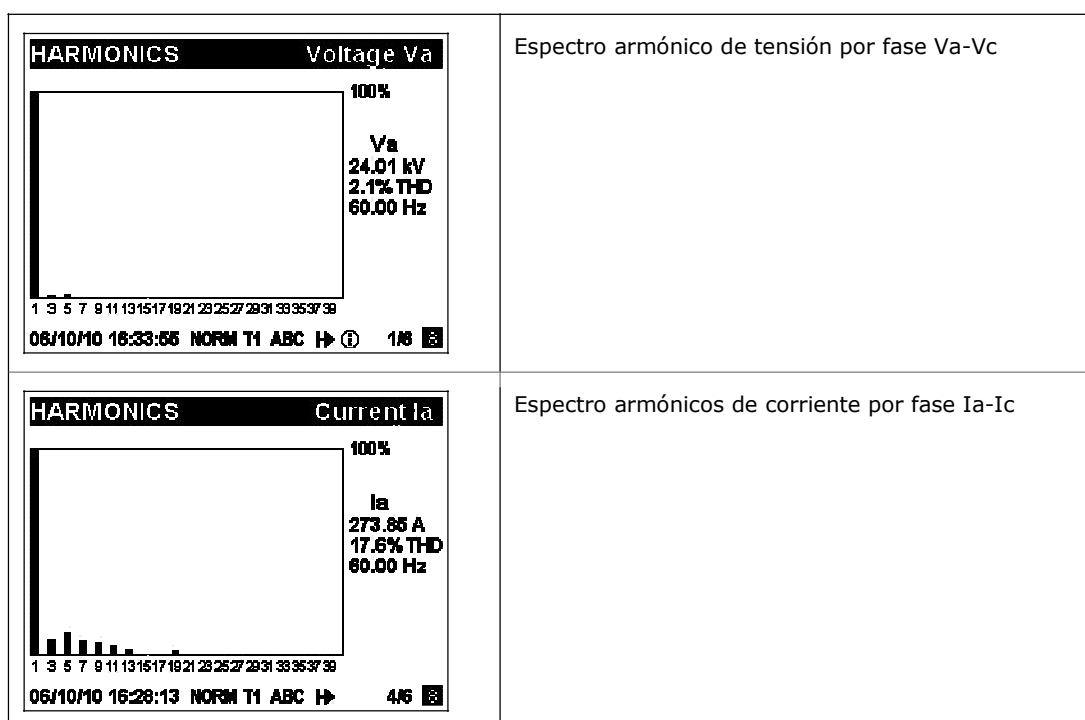 HARMONICS Voltage Va
Espectro armónico de tensión por fase Va-Vc
100%
Va
24.01 kV
2.1% THD
60.00 Hz
1 3 5 7 9 11 13 15 17 19 21 23 25 27 29 31 33 35 37 39
06/10/10 16:33:55 NORM T1 ABC 1/6
HARMONICS Current Ia
Espectro armónicos de corriente por fase Ia-Ic
100%
Ia
273.85 A
17.6% THD
60.00 Hz
1 3 5 7 9 11 13 15 17 19 21 23 25 27 29 31 33 35 37 39
06/10/10 16:28:13 NORM T1 ABC 4/6